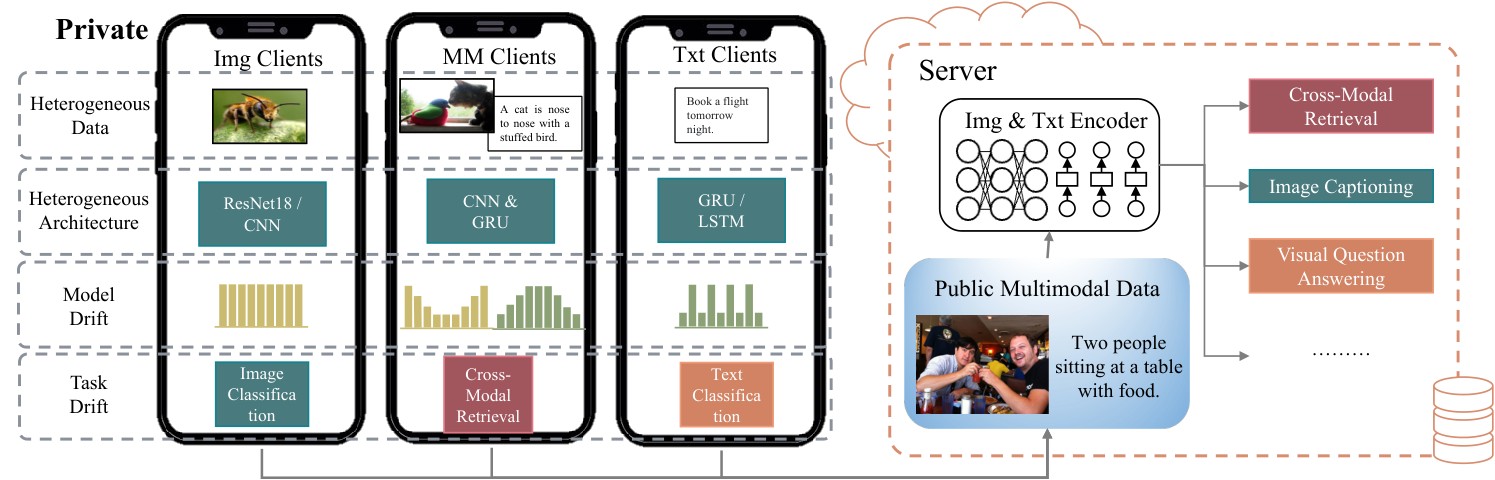 Private
Img Clients
MM Clients
Txt Clients
Heterogeneous
Data
A cat is nose
to nose with a
stuffed bird.
Book a flight
tomorrow
night.
Heterogeneous
Architecture
ResNet18 /
CNN
CNN &
GRU
GRU /
LSTM
Model
Drift
Task
Drift
Image
Classifica
tion
Cross-
Modal
Retrieval
Text
Classifica
tion
Server
Img & Txt Encoder
Public Multimodal Data
Two people
sitting at a table
with food.
Cross-Modal
Retrieval
Image Captioning
Visual Question
Answering
.........